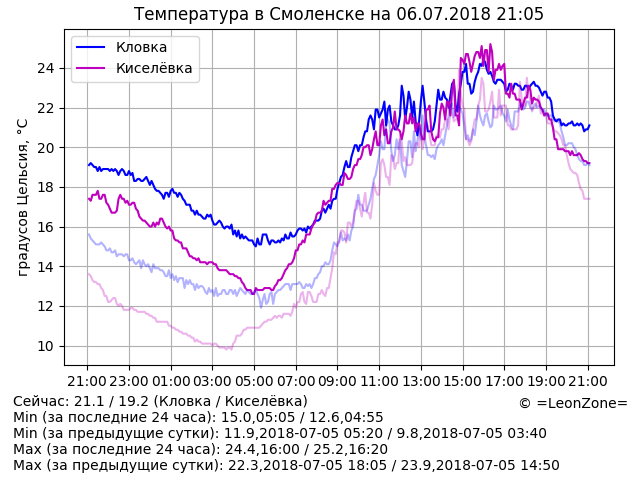 Температура в Смоленске на 06.07.2018 21:05
Кловка
Киселёвка
градусов Цельсия, °C
24
22
20
18
16
14
12
10
21:00 23:00 01:00 03:00 05:00 07:00 09:00 11:00 13:00 15:00 17:00 19:00 21:00
Сейчас: 21.1 / 19.2 (Кловка / Киселёвка)
© =LeonZone=
Min (за последние 24 часа): 15.0,05:05 / 12.6,04:55
Min (за предыдущие сутки): 11.9,2018-07-05 05:20 / 9.8,2018-07-05 03:40
Max (за последние 24 часа): 24.4,16:00 / 25.2,16:20
Max (за предыдущие сутки): 22.3,2018-07-05 18:05 / 23.9,2018-07-05 14:50